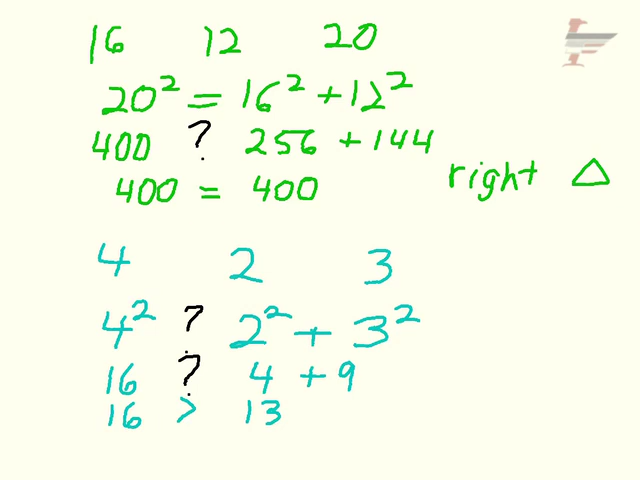 16 12 20
20² = 16² + 12²
400 ? 256 + 144
400 = 400
right △
4 2 3
4² ? 2² + 3²
16 ? 4 + 9
16 > 13